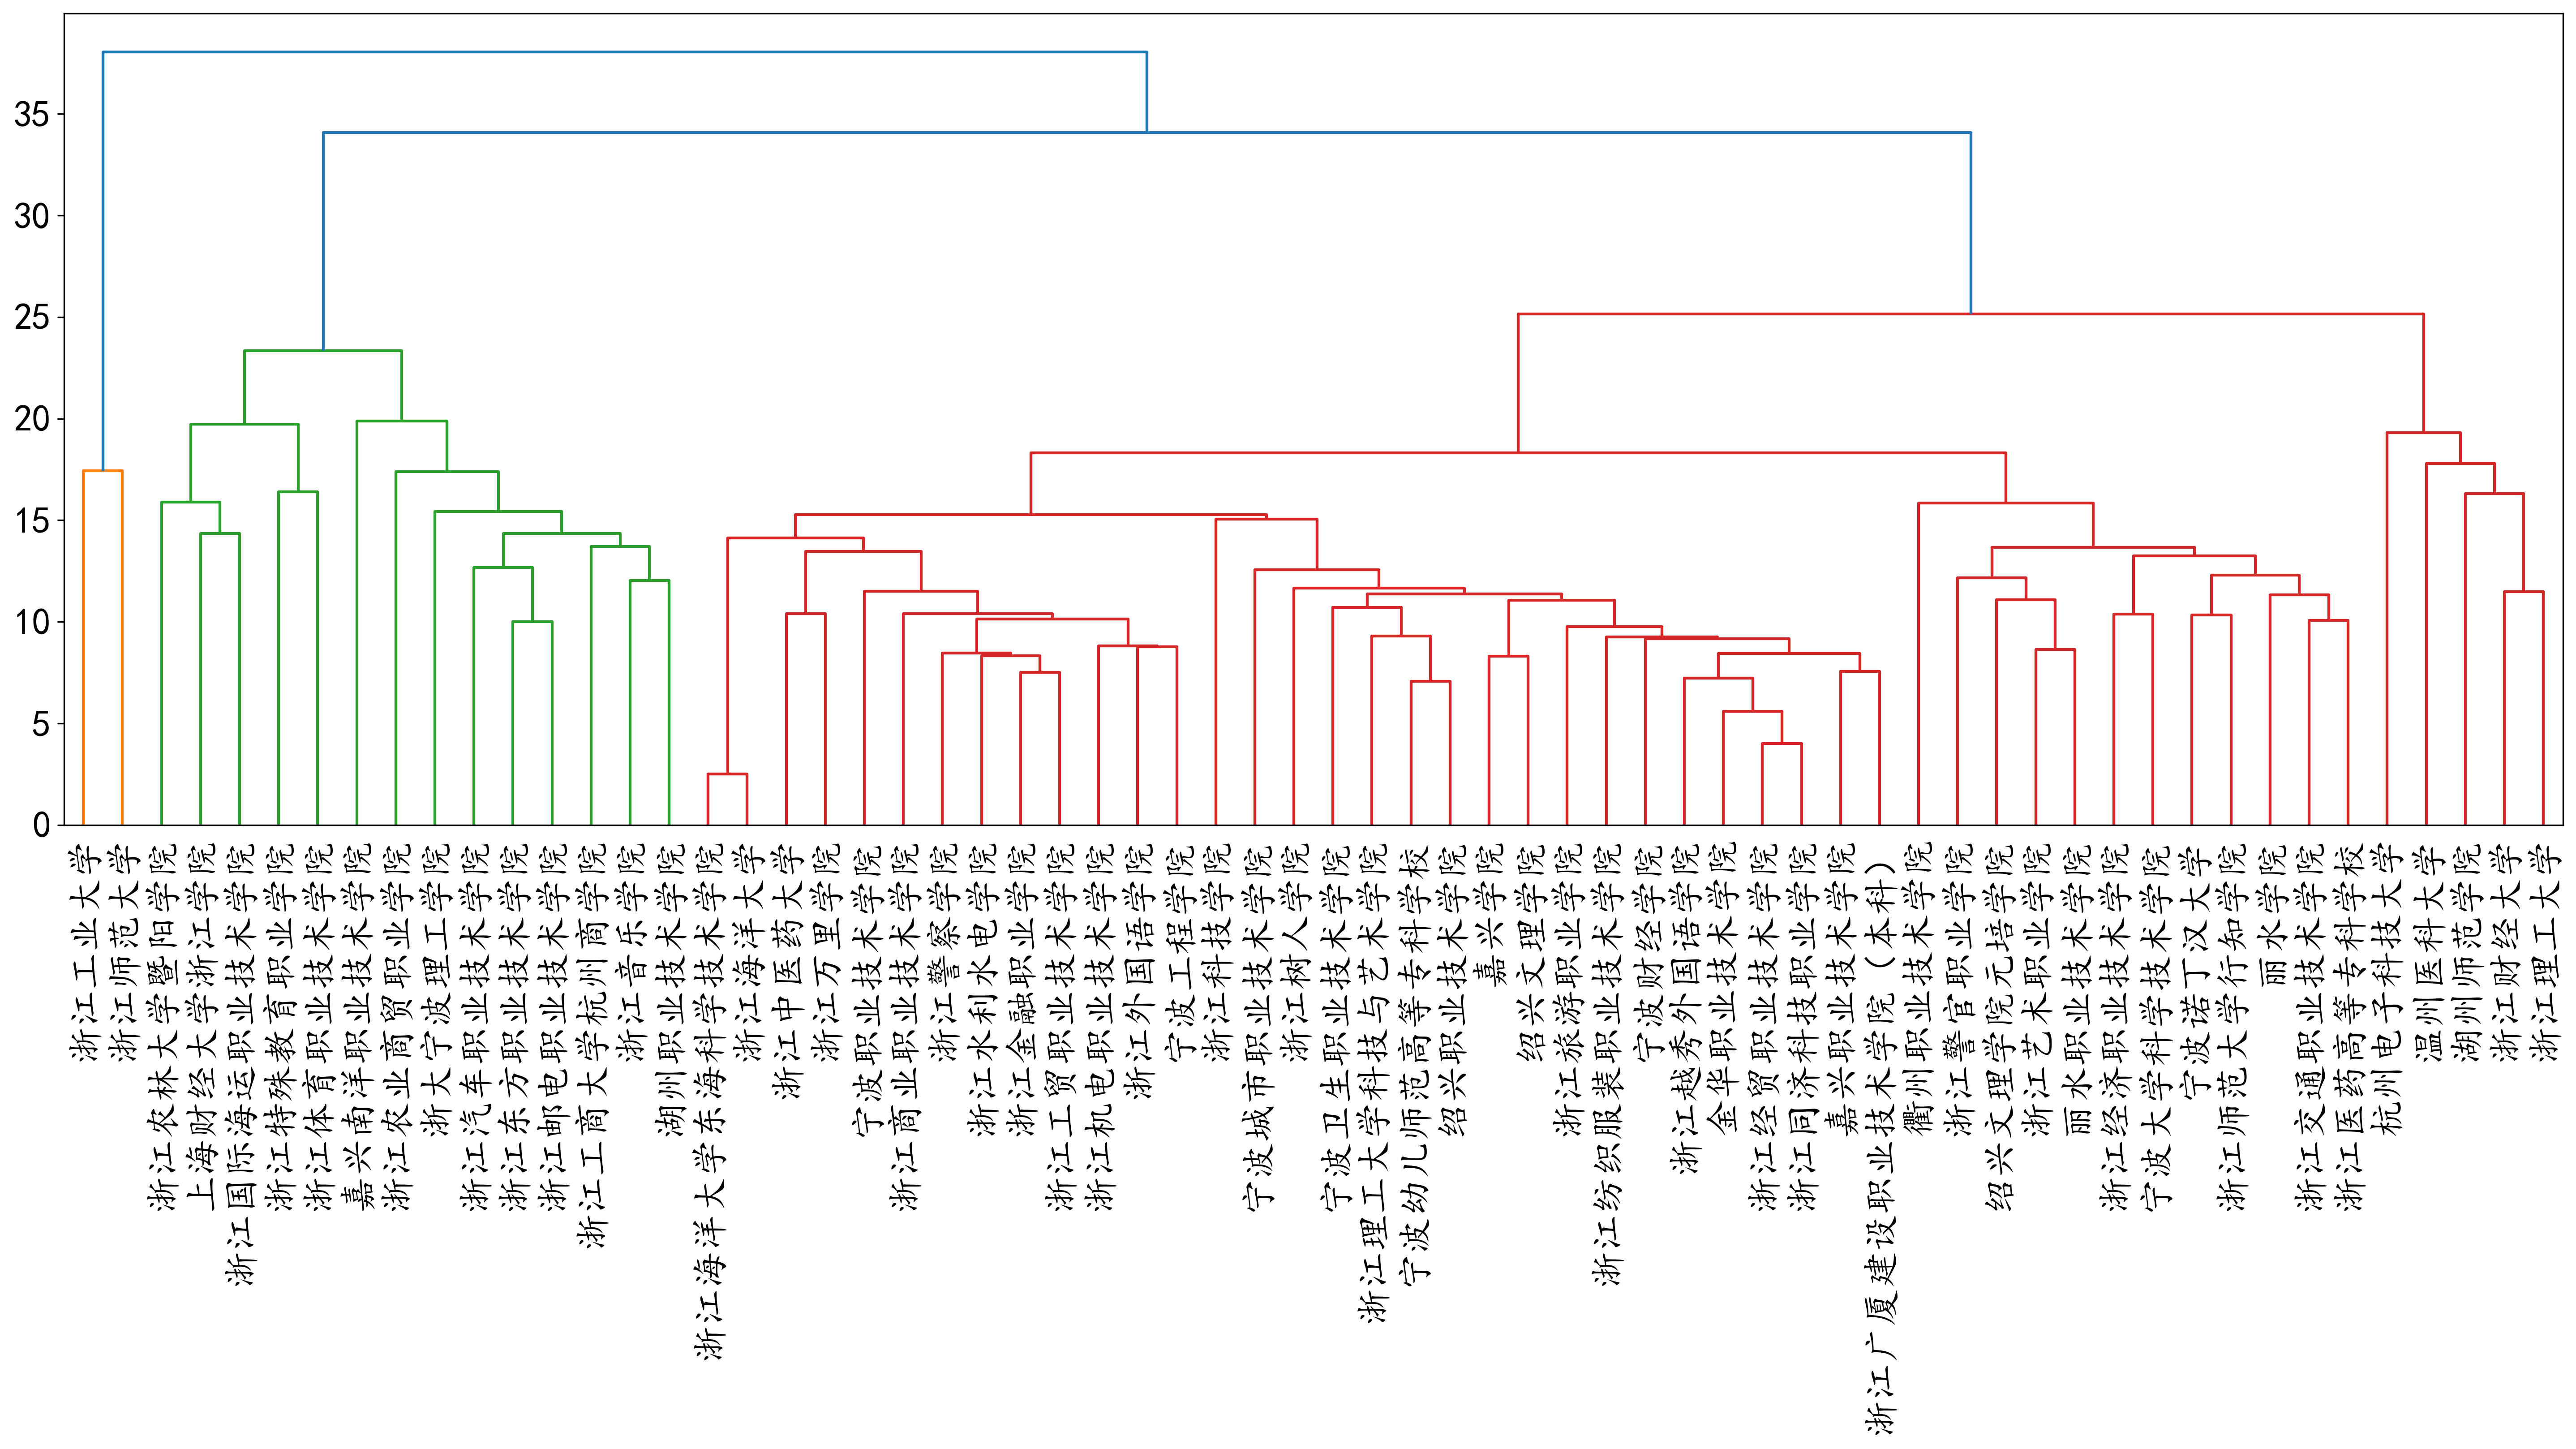 35
30
25
20
15
10
5
0
浙江工业大学
浙江师范大学
浙江农林大学暨阳学院
上海财经大学浙江学院
浙江国际海运职业技术学院
浙江特殊教育职业学院
浙江体育职业技术学院
嘉兴南洋职业技术学院
浙江农业商贸职业学院
浙大宁波理工学院
浙江汽车职业技术学院
浙江东方职业技术学院
浙江邮电职业技术学院
浙江工商大学杭州商学院
浙江音乐学院
湖州职业技术学院
浙江海洋大学东海科学技术学院
浙江海洋大学
浙江中医药大学
浙江万里学院
宁波职业技术学院
浙江商业职业技术学院
浙江警察学院
浙江水利水电学院
浙江金融职业学院
浙江工贸职业技术学院
浙江机电职业技术学院
浙江外国语学院
宁波工程学院
浙江科技学院
宁波城市职业技术学院
浙江树人学院
宁波卫生职业技术学院
浙江理工大学科技与艺术学院
宁波幼儿师范高等专科学校
绍兴职业技术学院
嘉兴学院
绍兴文理学院
浙江旅游职业学院
浙江纺织服装职业技术学院
宁波财经学院
浙江越秀外国语学院
金华职业技术学院
浙江经贸职业技术学院
浙江同济科技职业学院
嘉兴职业技术学院
浙江广厦建设职业技术学院（本科）
衢州职业技术学院
浙江警官职业学院
绍兴文理学院元培学院
浙江艺术职业学院
丽水职业技术学院
浙江经济职业技术学院
宁波大学科学技术学院
宁波诺丁汉大学
浙江师范大学行知学院
丽水学院
浙江交通职业技术学院
浙江医药高等专科学校
杭州电子科技大学
温州医科大学
湖州师范学院
浙江财经大学
浙江理工大学